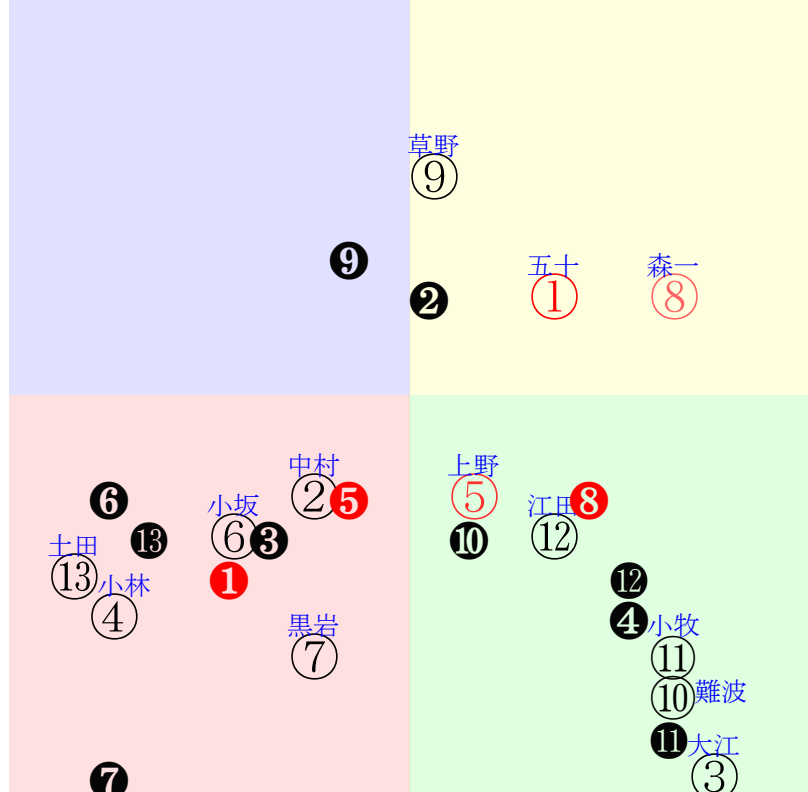 草野
⑨
❾
五十
森一
❷
①
⑧
中村
上野
②
❺
⑤
❻
小坂
江田
❽
⑥
❸
⓭
❿
⑫
土田
⑬
小林
❶
⓬
④
❹
黒岩
小牧
⑦
⑪
⑩
難波
⓫
大江
③
❼